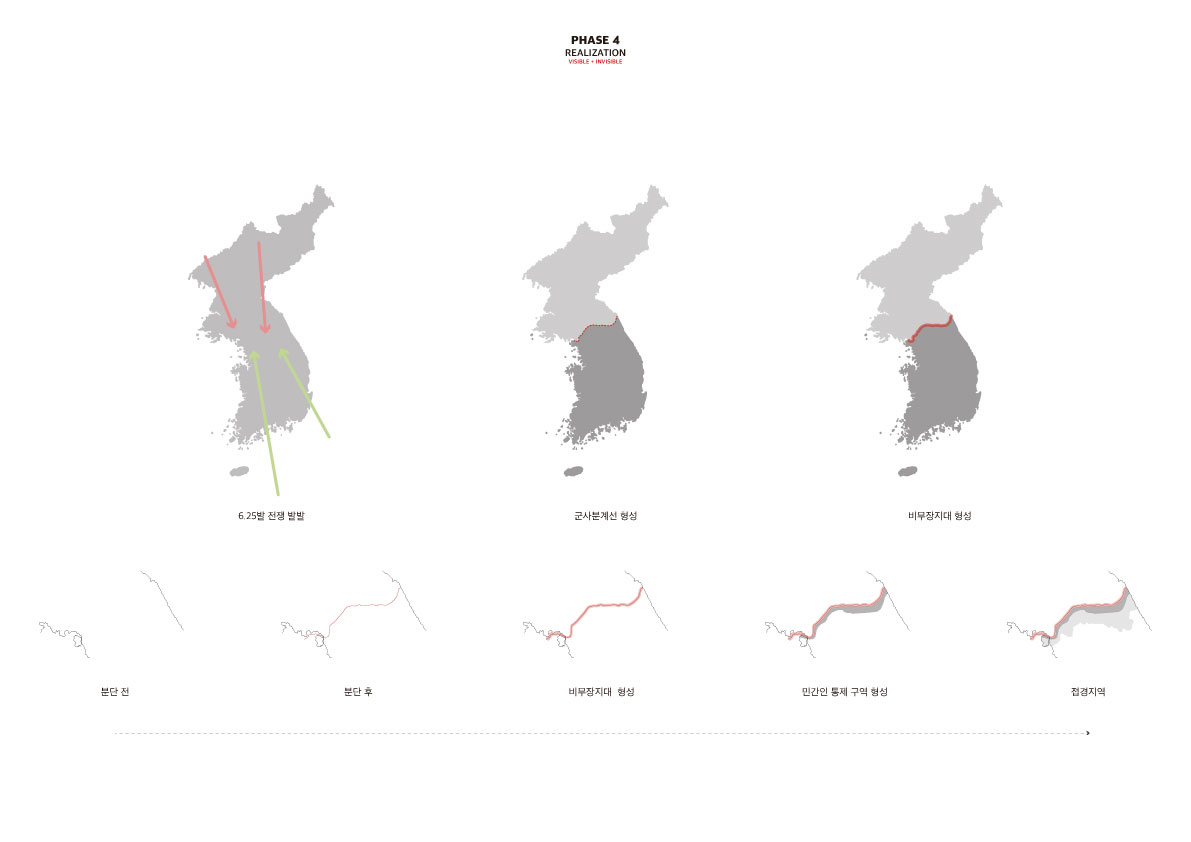 PHASE 4
REALIZATION
VISIBLE + INVISIBLE
6.25발 전쟁 발발
군사분계선 형성
비무장지대 형성
분단 전
분단 후
비무장지대 형성
민간인 통제 구역 형성
접경지역